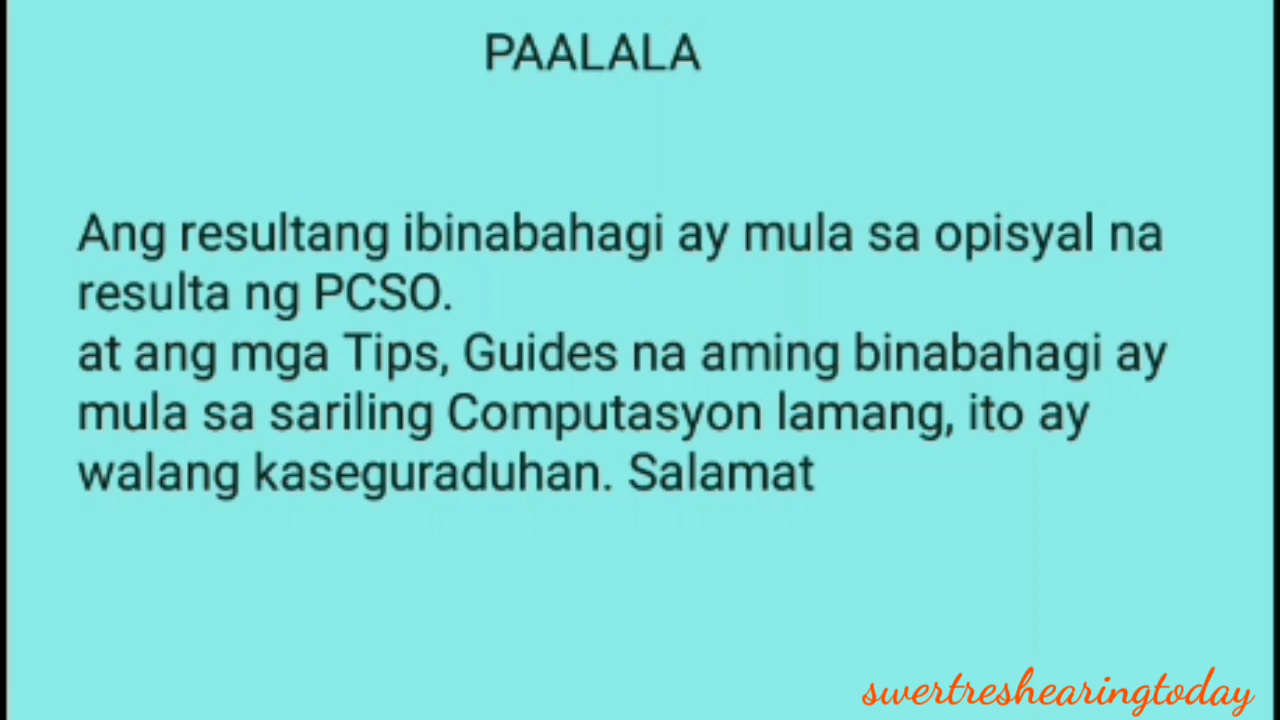 PAALALA
Ang resultang ibinabahagi ay mula sa opisyal na
resulta ng PCSO.
at ang mga Tips, Guides na aming binabahagi ay
mula sa sariling Computasyon lamang, ito ay
walang kaseguraduhan. Salamat
swertreshearingtoday